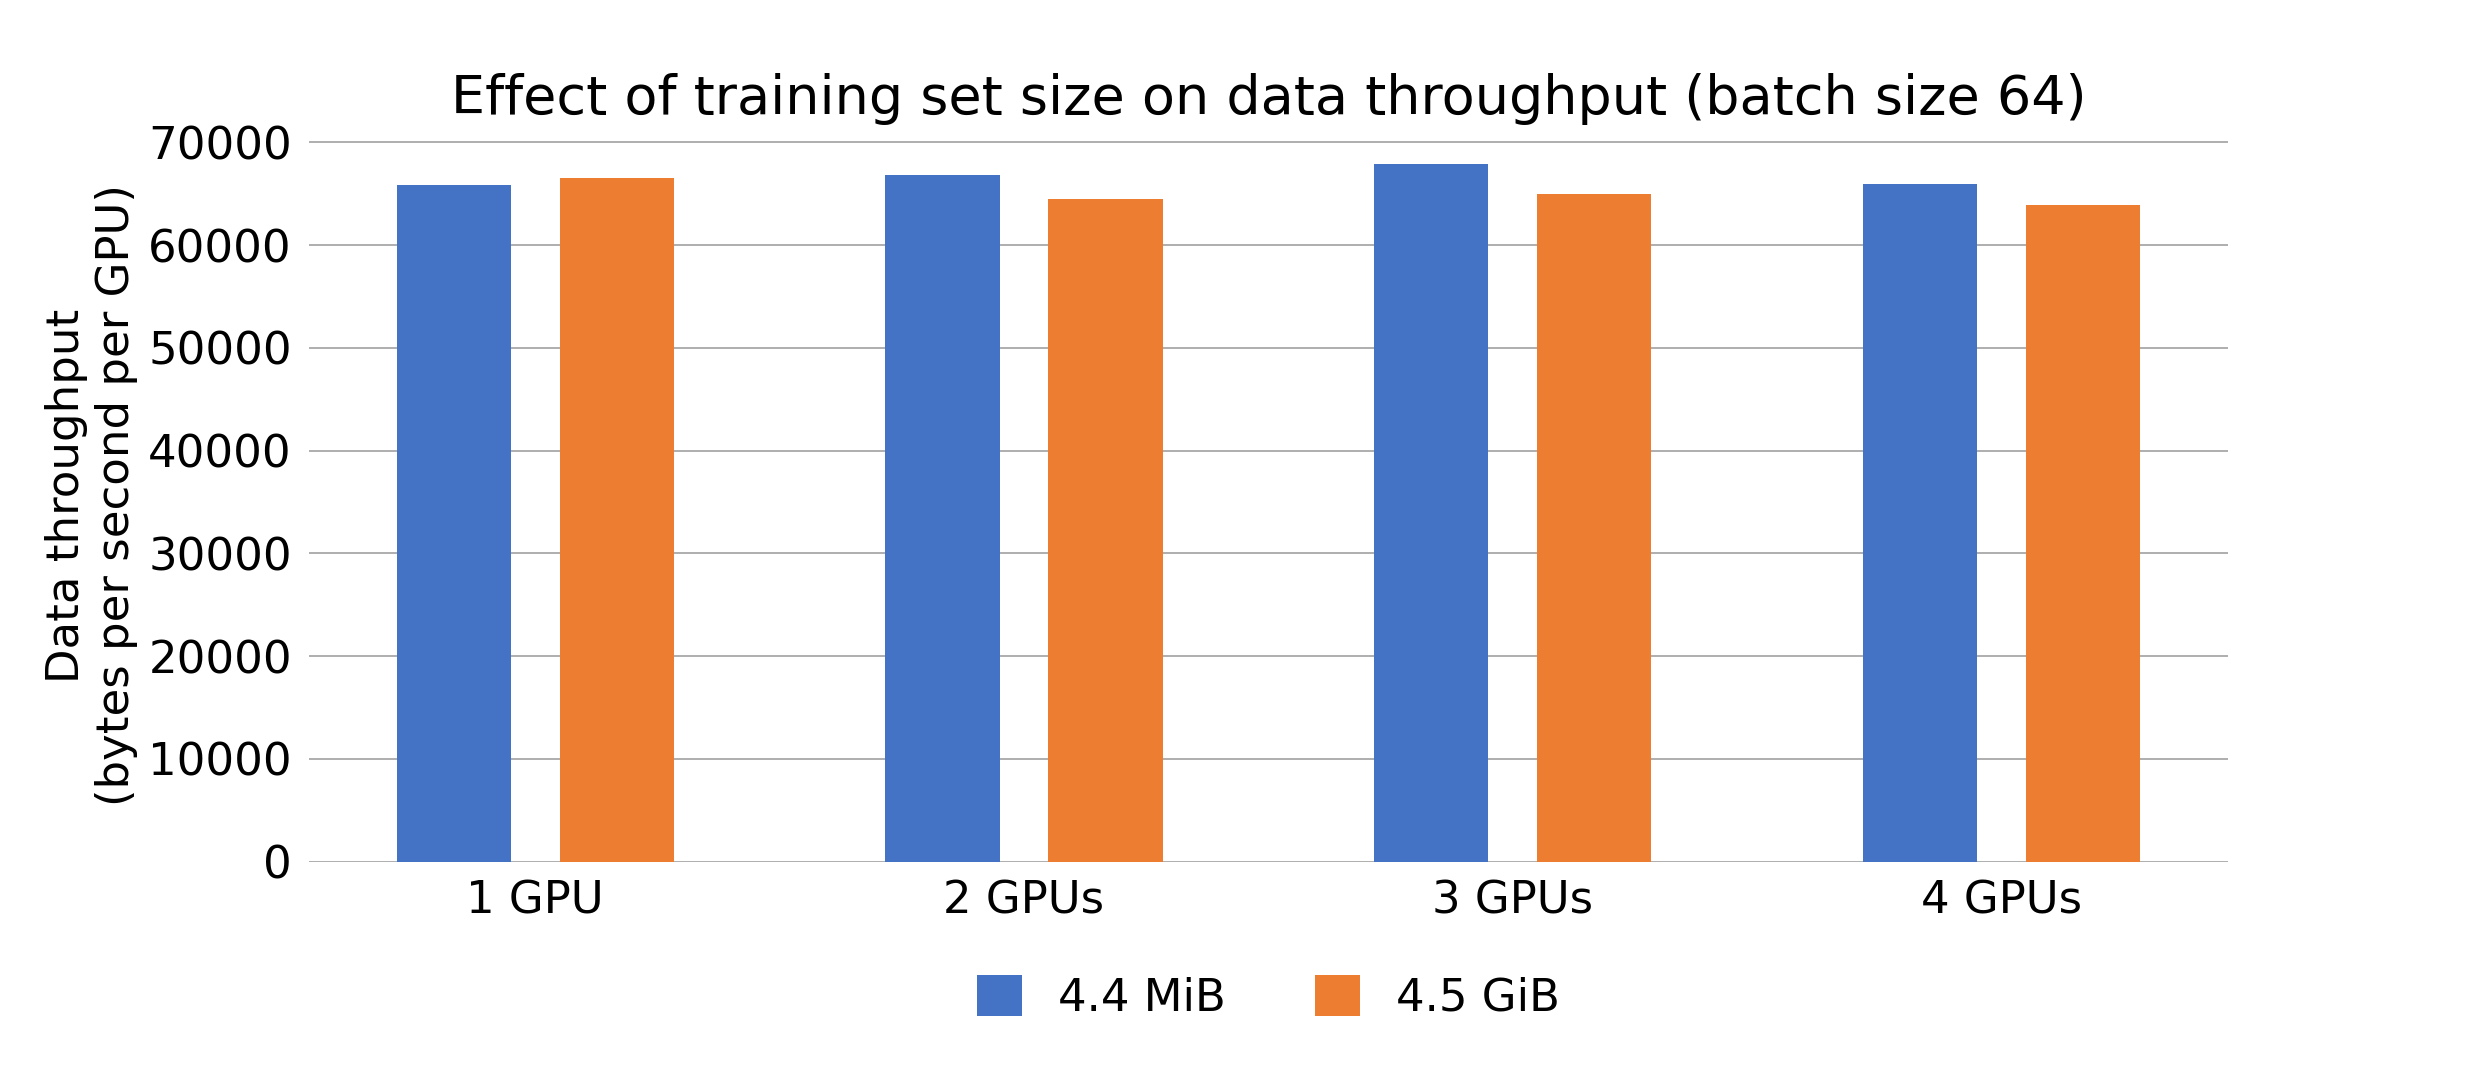 Effect of training set size on data throughput (batch size 64)
Data throughput
(bytes per second per GPU)
70000
60000
50000
40000
30000
20000
10000
0
1 GPU
2 GPUs
3 GPUs
4 GPUs
4.4 MiB
4.5 GiB